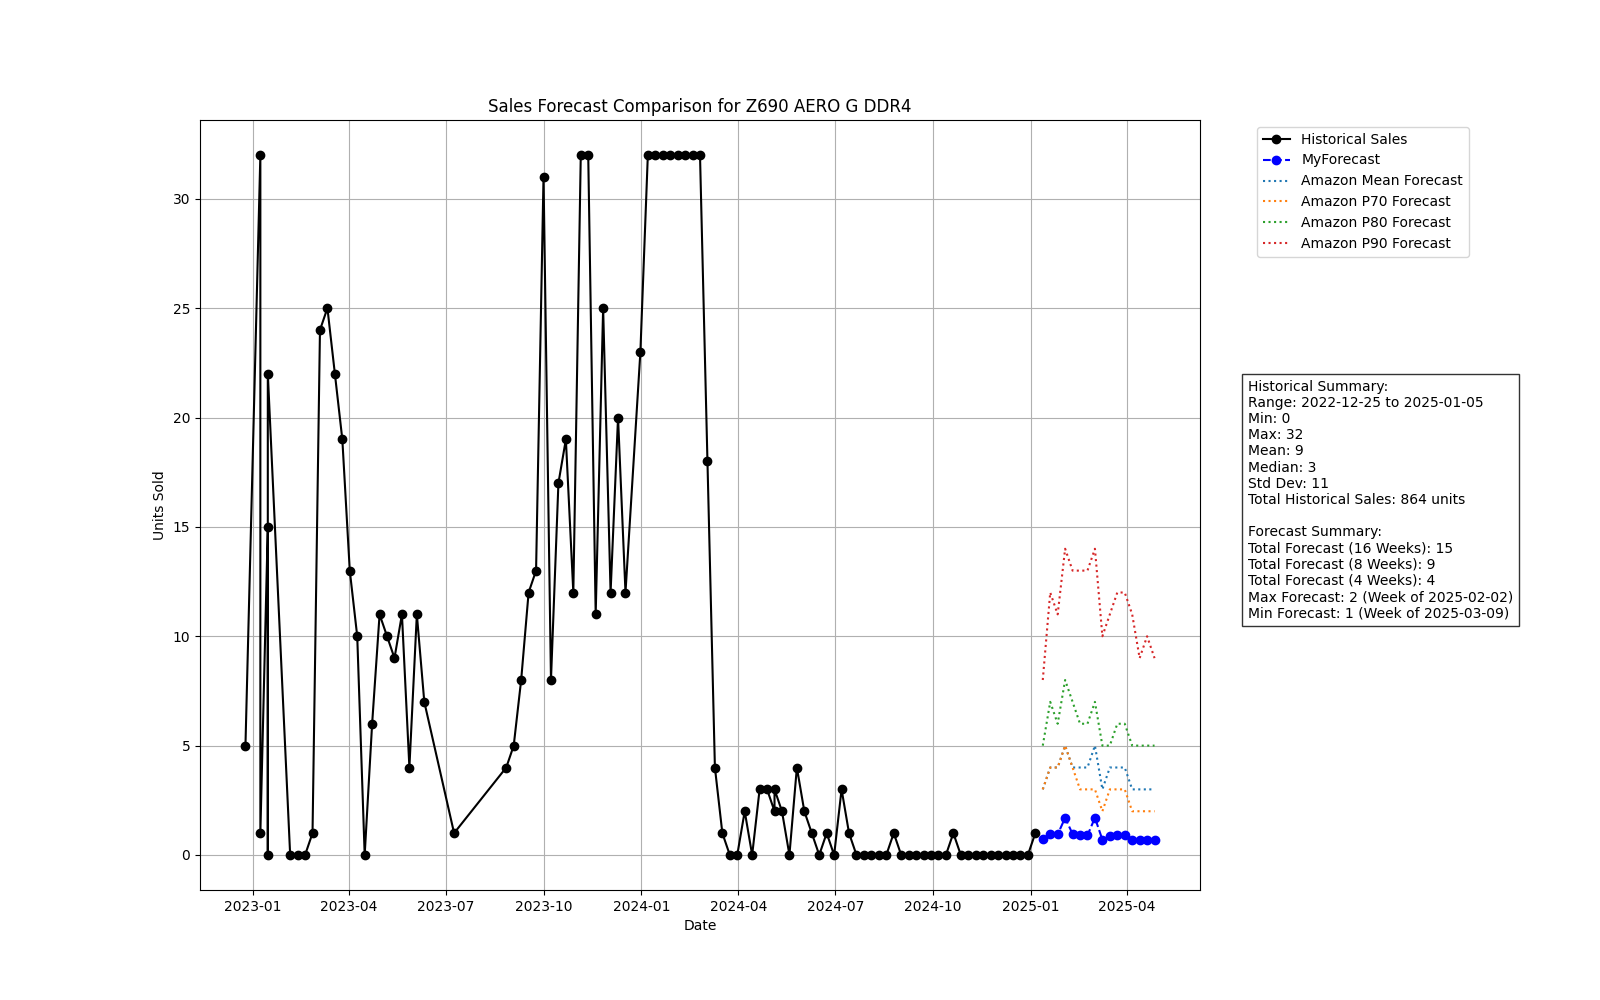 Sales Forecast Comparison for Z690 AERO G DDR4
Historical Sales
MyForecast
Amazon Mean Forecast
Amazon P70 Forecast
Amazon P80 Forecast
Amazon P90 Forecast
Units Sold
30
25
20
15
10
5
0
2023-01
2023-04
2023-07
2023-10
2024-01
2024-04
2024-07
2024-10
2025-01
2025-04
Date
Historical Summary:
Range: 2022-12-25 to 2025-01-05
Min: 0
Max: 32
Mean: 9
Median: 3
Std Dev: 11
Total Historical Sales: 864 units
Forecast Summary:
Total Forecast (16 Weeks): 15
Total Forecast (8 Weeks): 9
Total Forecast (4 Weeks): 4
Max Forecast: 2 (Week of 2025-02-02)
Min Forecast: 1 (Week of 2025-03-09)